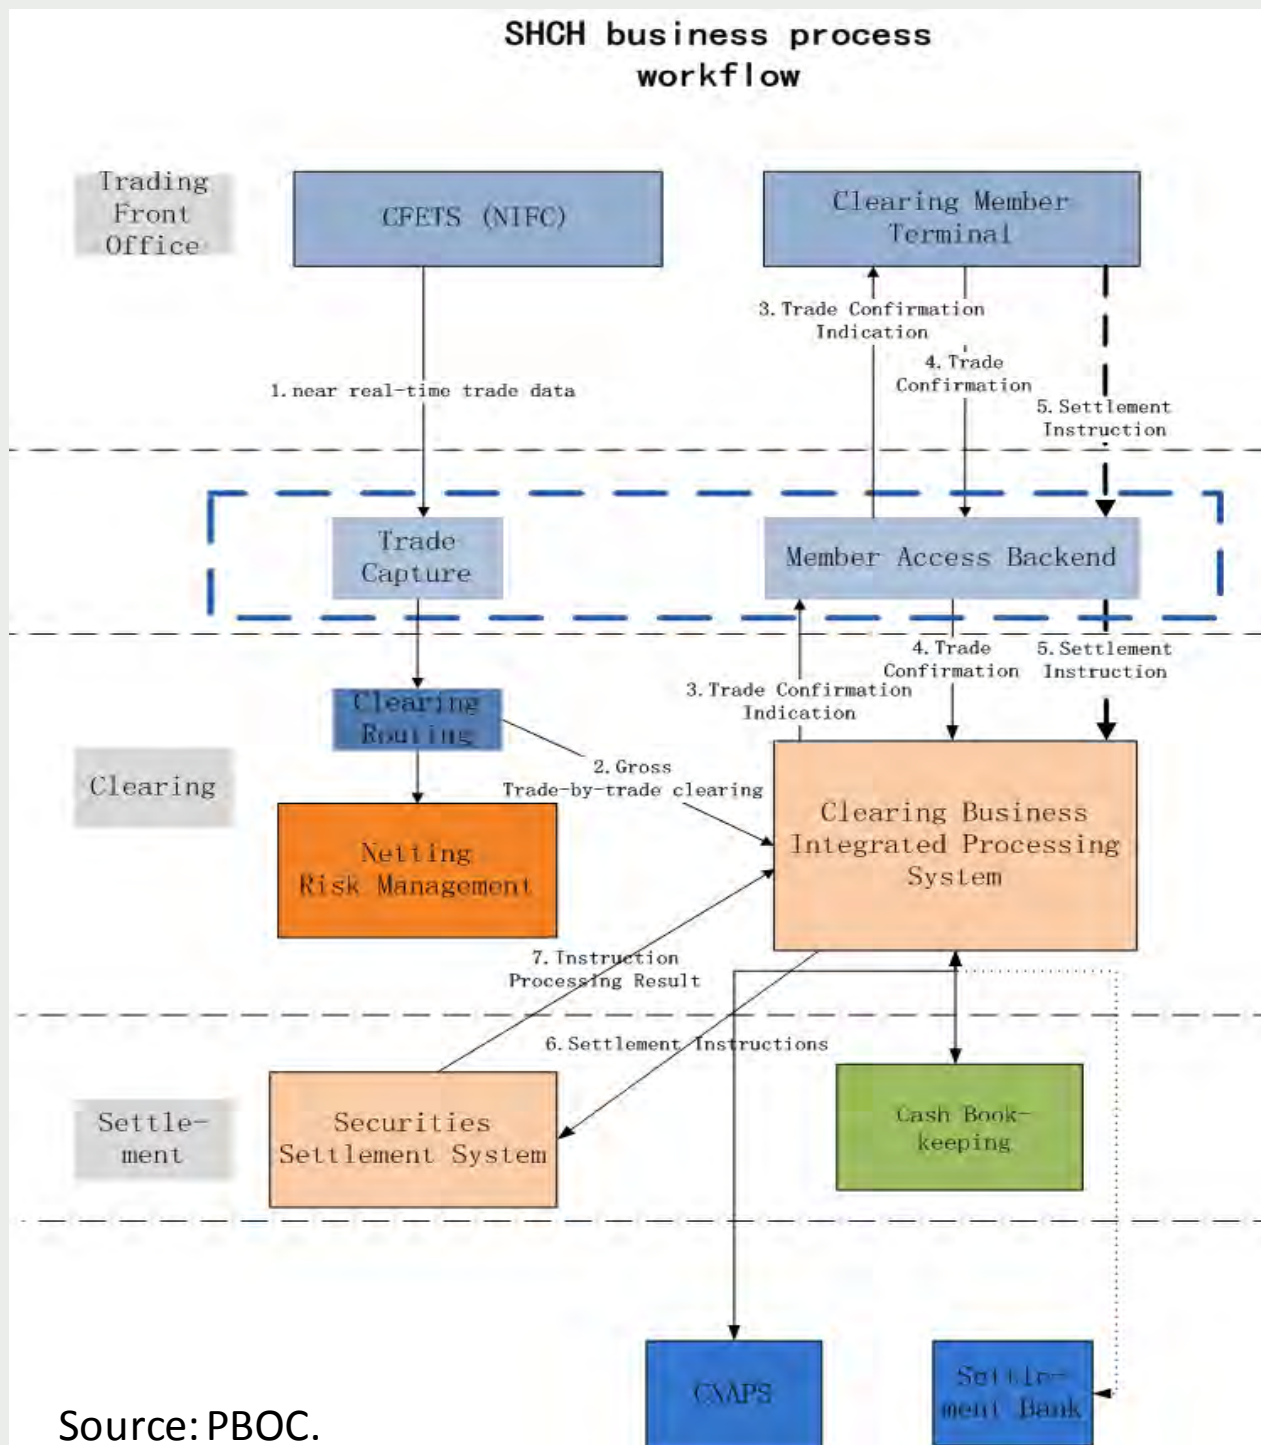 SHCH business process
workflow
Trading
Front
Office
CFETS (NIFC)
Clearing Member
Terminal
3.Trade Confirmation
Indication
4.Trade
Confirmation
1.near real-time trade data
5.Settlement
Instruction
Trade
Capture
Member Access Backend
4.Trade
Confirmation
5.Settlement
Instruction
3.Trade Confirmation
Indication
Clearing
Routing
Clearing
2.Gross
Trade-by-trade clearing
Netting
Risk Management
Clearing Business
Integrated Processing
System
7.Instruction
Processing Result
6.Settlement Instructions
Settle-
ment
Securities
Settlement System
Cash Book-
keeping
CNAPS
Settle-
ment Bank
Source: PBOC.